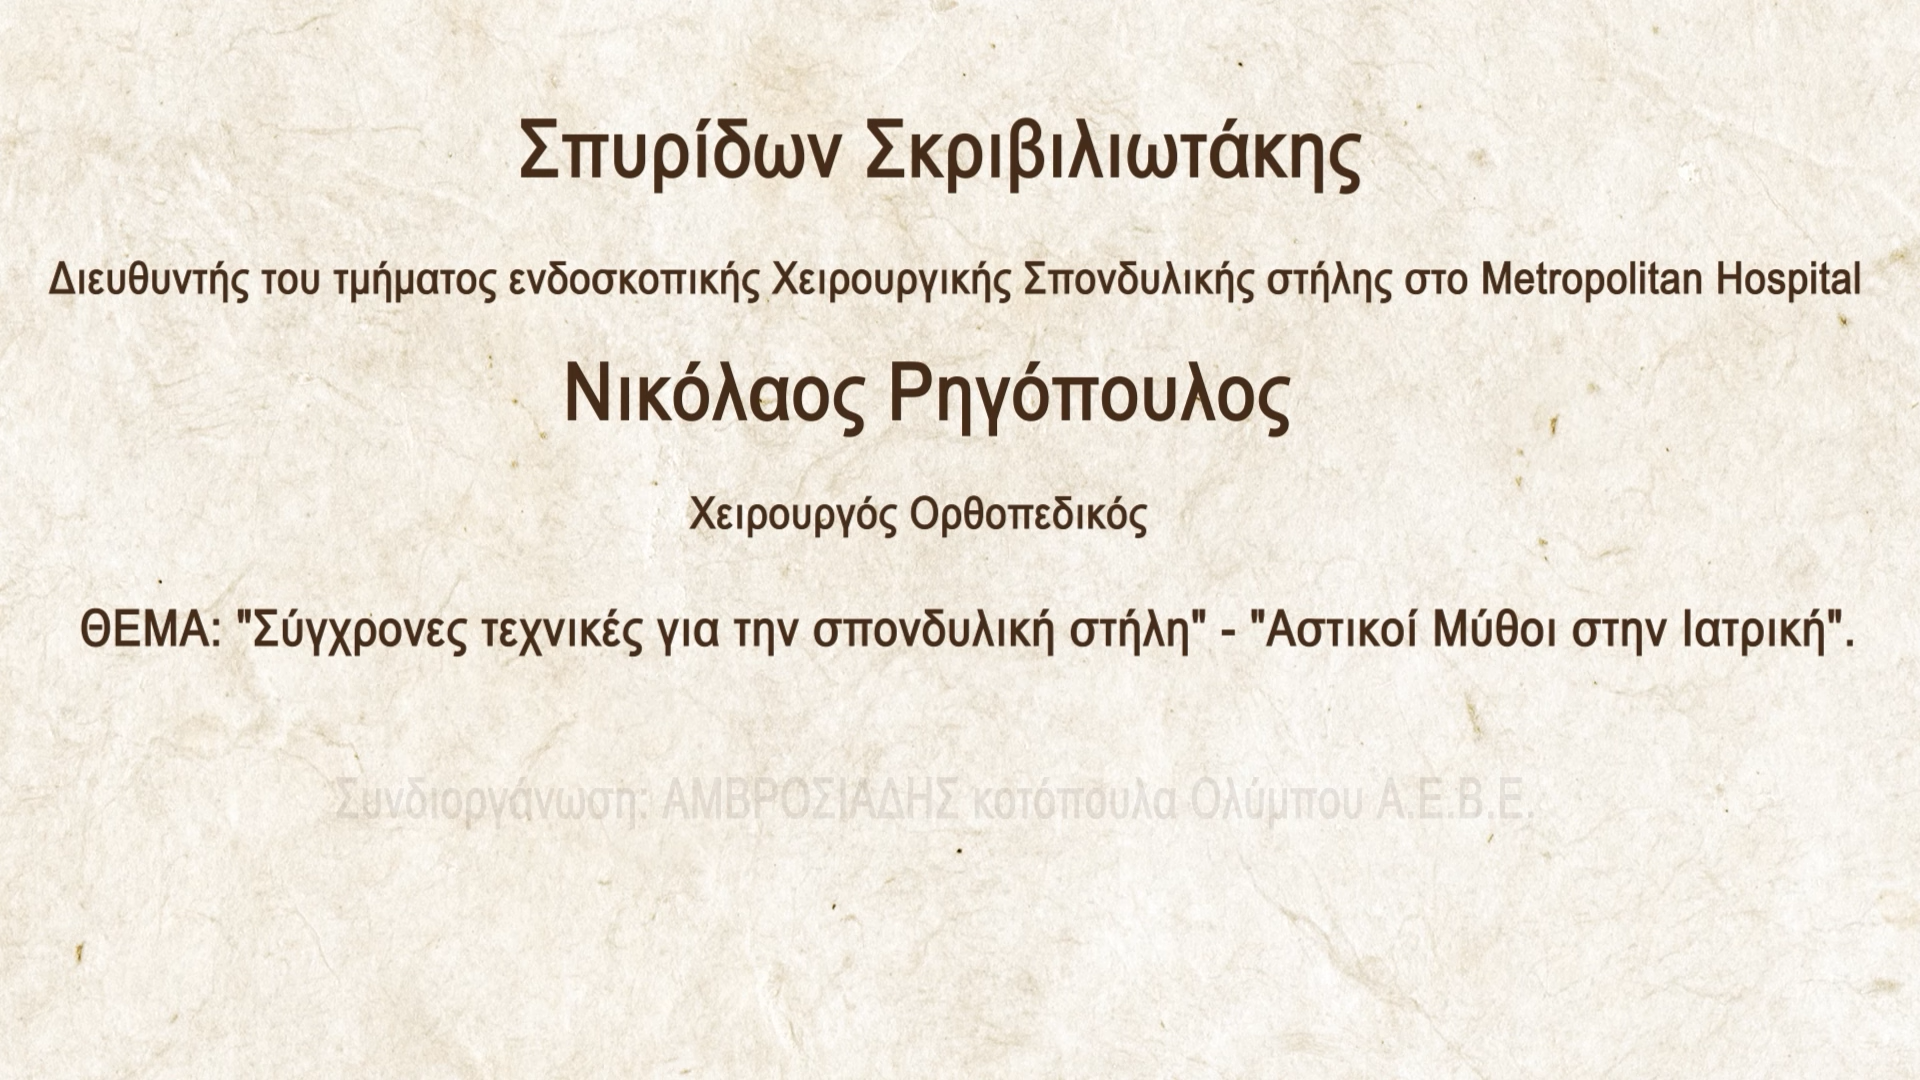 Σπυρίδων Σκριβιλιωτάκης
Διευθυντής του τμήματος ενδοσκοπικής Χειρουργικής Σπονδυλικής στήλης στο Metropolitan Hospital
Νικόλαος Ρηγόπουλος
Χειρουργός Ορθοπεδικός
ΘΕΜΑ: "Σύγχρονες τεχνικές για την σπονδυλική στήλη" - "Αστικοί Μύθοι στην Ιατρική".
Συνδιοργάνωση: ΑΜΒΡΟΣΙΑΔΗΣ κοτόπουλα Ολύμπου Α.Ε.Β.Ε.